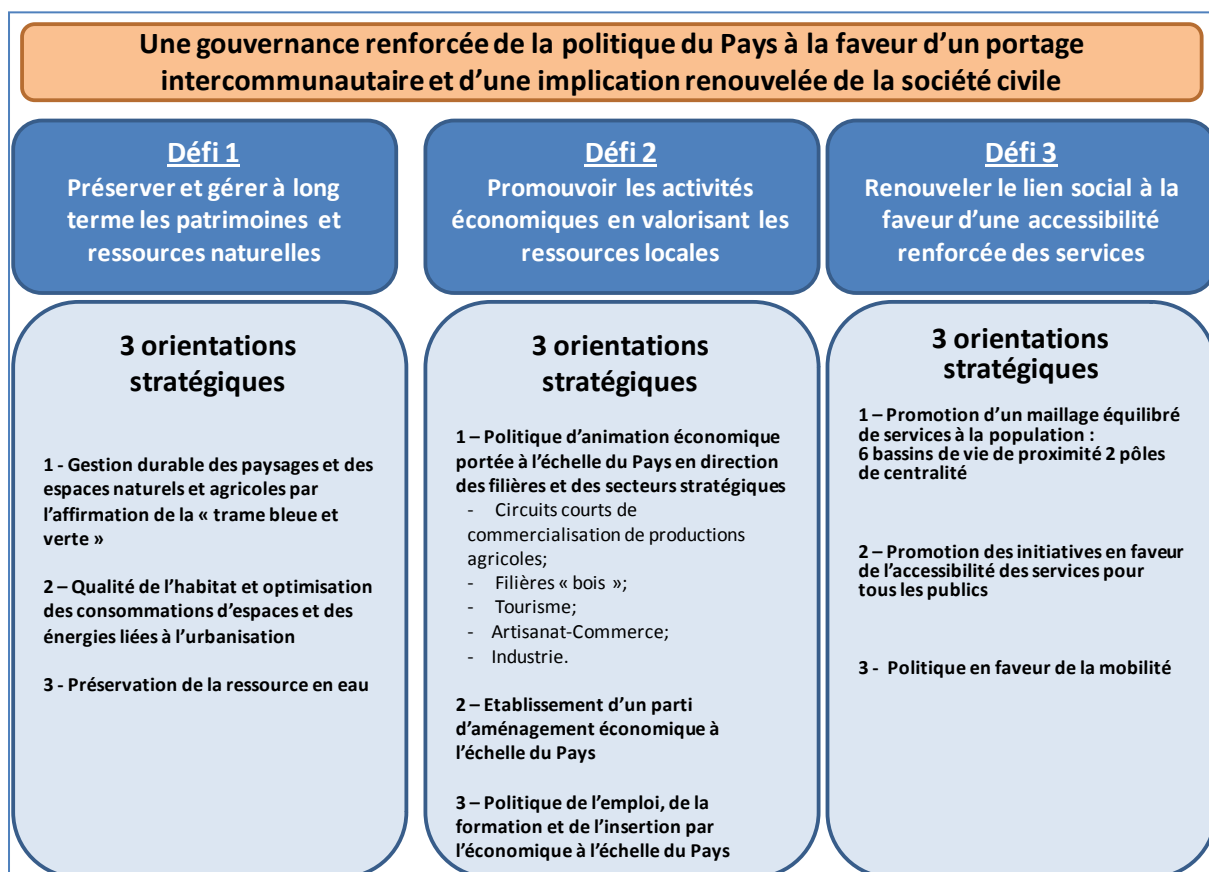 Une gouvernance renforcée de la politique du Pays à la faveur d'un portage
intercommunautaire et d'une implication renouvelée de la société civile
Défi 1
Préserver et gérer à long
terme les patrimoines et
ressources naturelles
3 orientations
stratégiques
1 - Gestion durable des paysages et des
espaces naturels et agricoles par
l'affirmation de la « trame bleue et
verte »
2 – Qualité de l'habitat et optimisation
des consommations d'espaces et des
énergies liées à l'urbanisation
3 - Préservation de la ressource en eau
Défi 2
Promouvoir les activités
économiques en valorisant les
ressources locales
3 orientations
stratégiques
1 – Politique d'animation économique
portée à l'échelle du Pays en direction
des filières et des secteurs stratégiques
- Circuits courts de
commercialisation de productions
agricoles;
- Filières « bois »;
- Tourisme;
- Artisanat-Commerce;
- Industrie.
2 – Etablissement d'un parti
d'aménagement économique à
l'échelle du Pays
3 – Politique de l'emploi, de la
formation et de l'insertion par
l'économique à l'échelle du Pays
Défi 3
Renouveler le lien social à la
faveur d'une accessibilité
renforcée des services
3 orientations
stratégiques
1 – Promotion d'un maillage équilibré
de services à la population :
6 bassins de vie de proximité 2 pôles
de centralité
2 – Promotion des initiatives en faveur
de l'accessibilité des services pour
tous les publics
3 - Politique en faveur de la mobilité